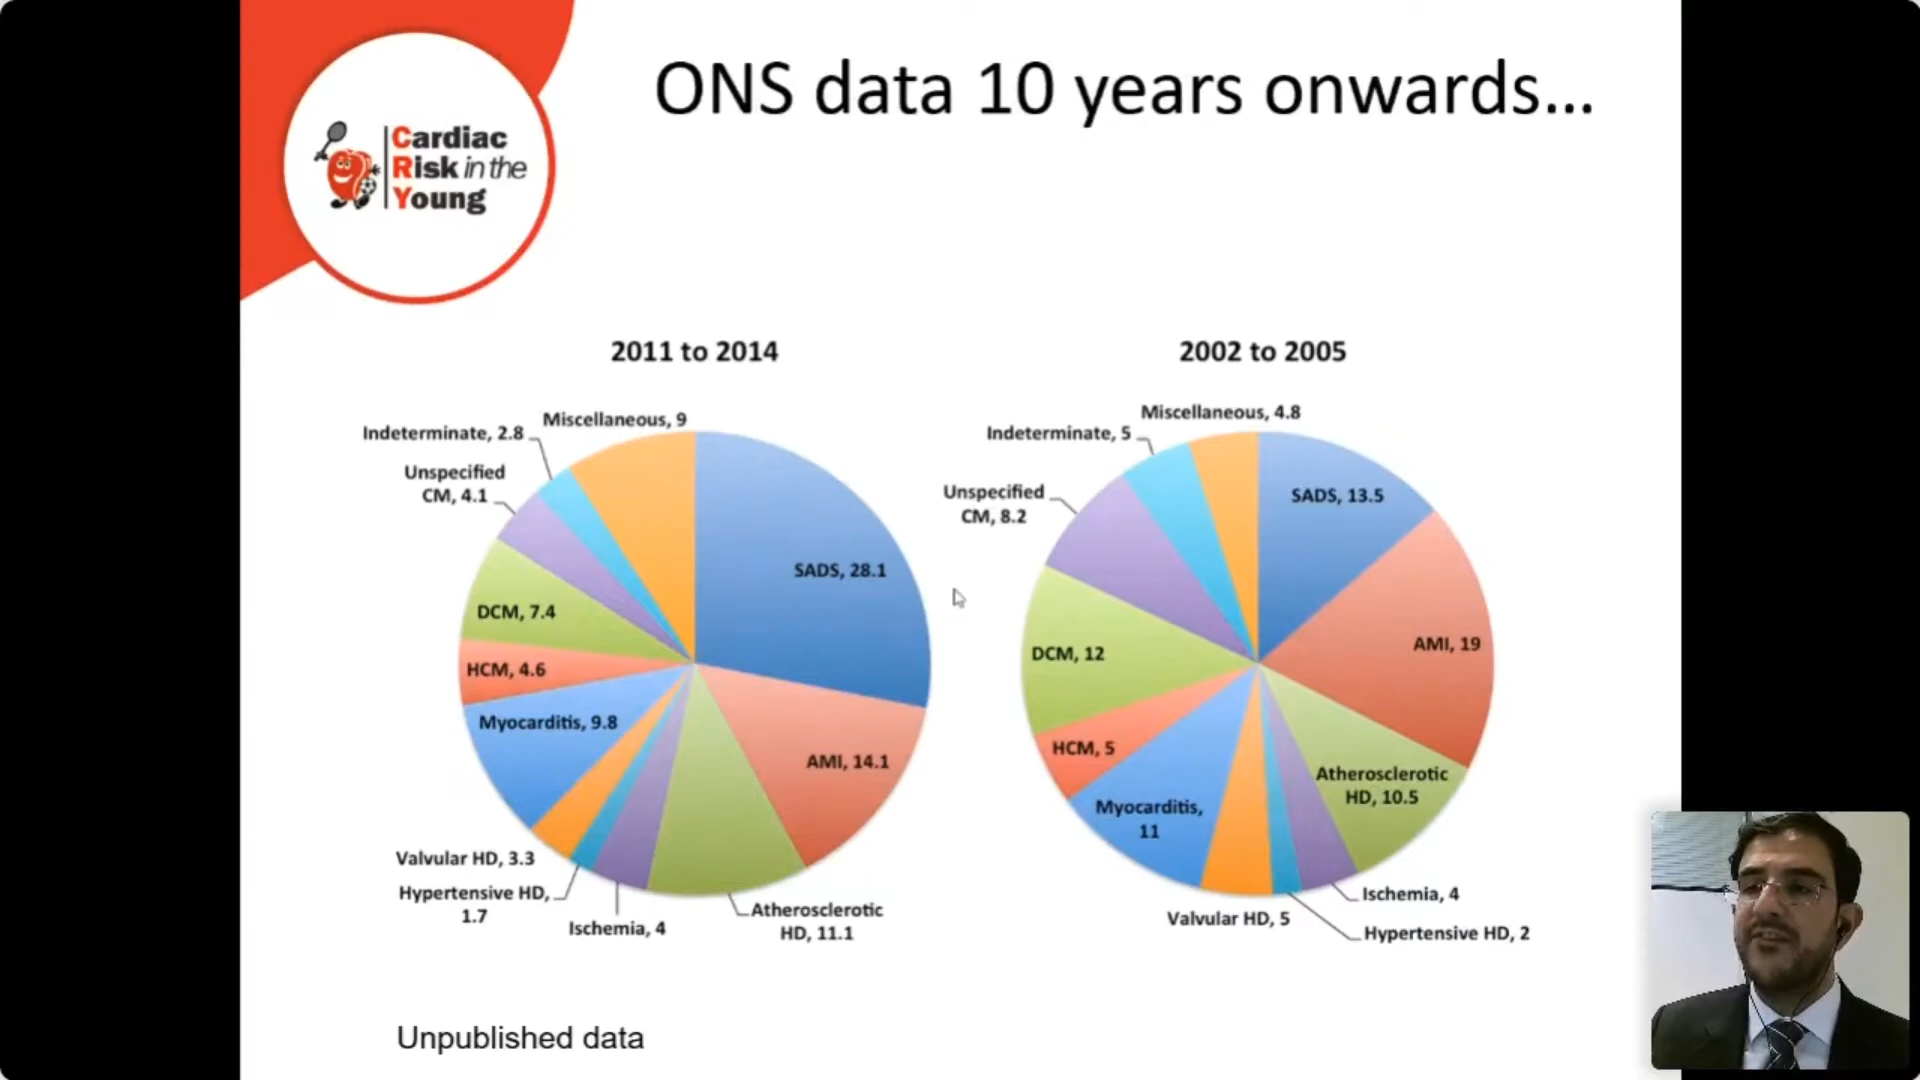 ONS data 10 years onwards...
Cardiac
Risk in the
Young
2011 to 2014
Miscellaneous, 9
Indeterminate, 2.8
Unspecified
CM, 4.1
SADS, 28.1
DCM, 7.4
HCM, 4.6
Myocarditis, 9.8
AMI, 14.1
Valvular HD, 3.3
Hypertensive HD,
1.7
Ischemia, 4
Atherosclerotic
HD, 11.1
2002 to 2005
Miscellaneous, 4.8
Indeterminate, 5
Unspecified
CM, 8.2
SADS, 13.5
AMI, 19
DCM, 12
HCM, 5
Atherosclerotic
HD, 10.5
Myocarditis,
11
Ischemia, 4
Valvular HD, 5
Hypertensive HD, 2
Unpublished data